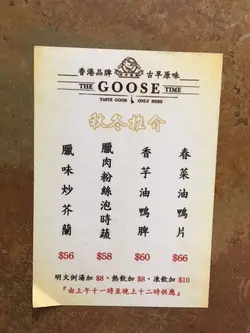 香港品牌 古早原味
THE GOOSE TIME
TASTE GOOD ONLY HERE
秋冬推介
春菜油鴨片
$66
香芋油鴨脾
$60
臘肉粉絲泡時蔬
$58
臘味炒芥蘭
$56
明火例湯加 $8、熱飲加 $8、凍飲加 $10
「由上午十一時至晚上十二時供應」